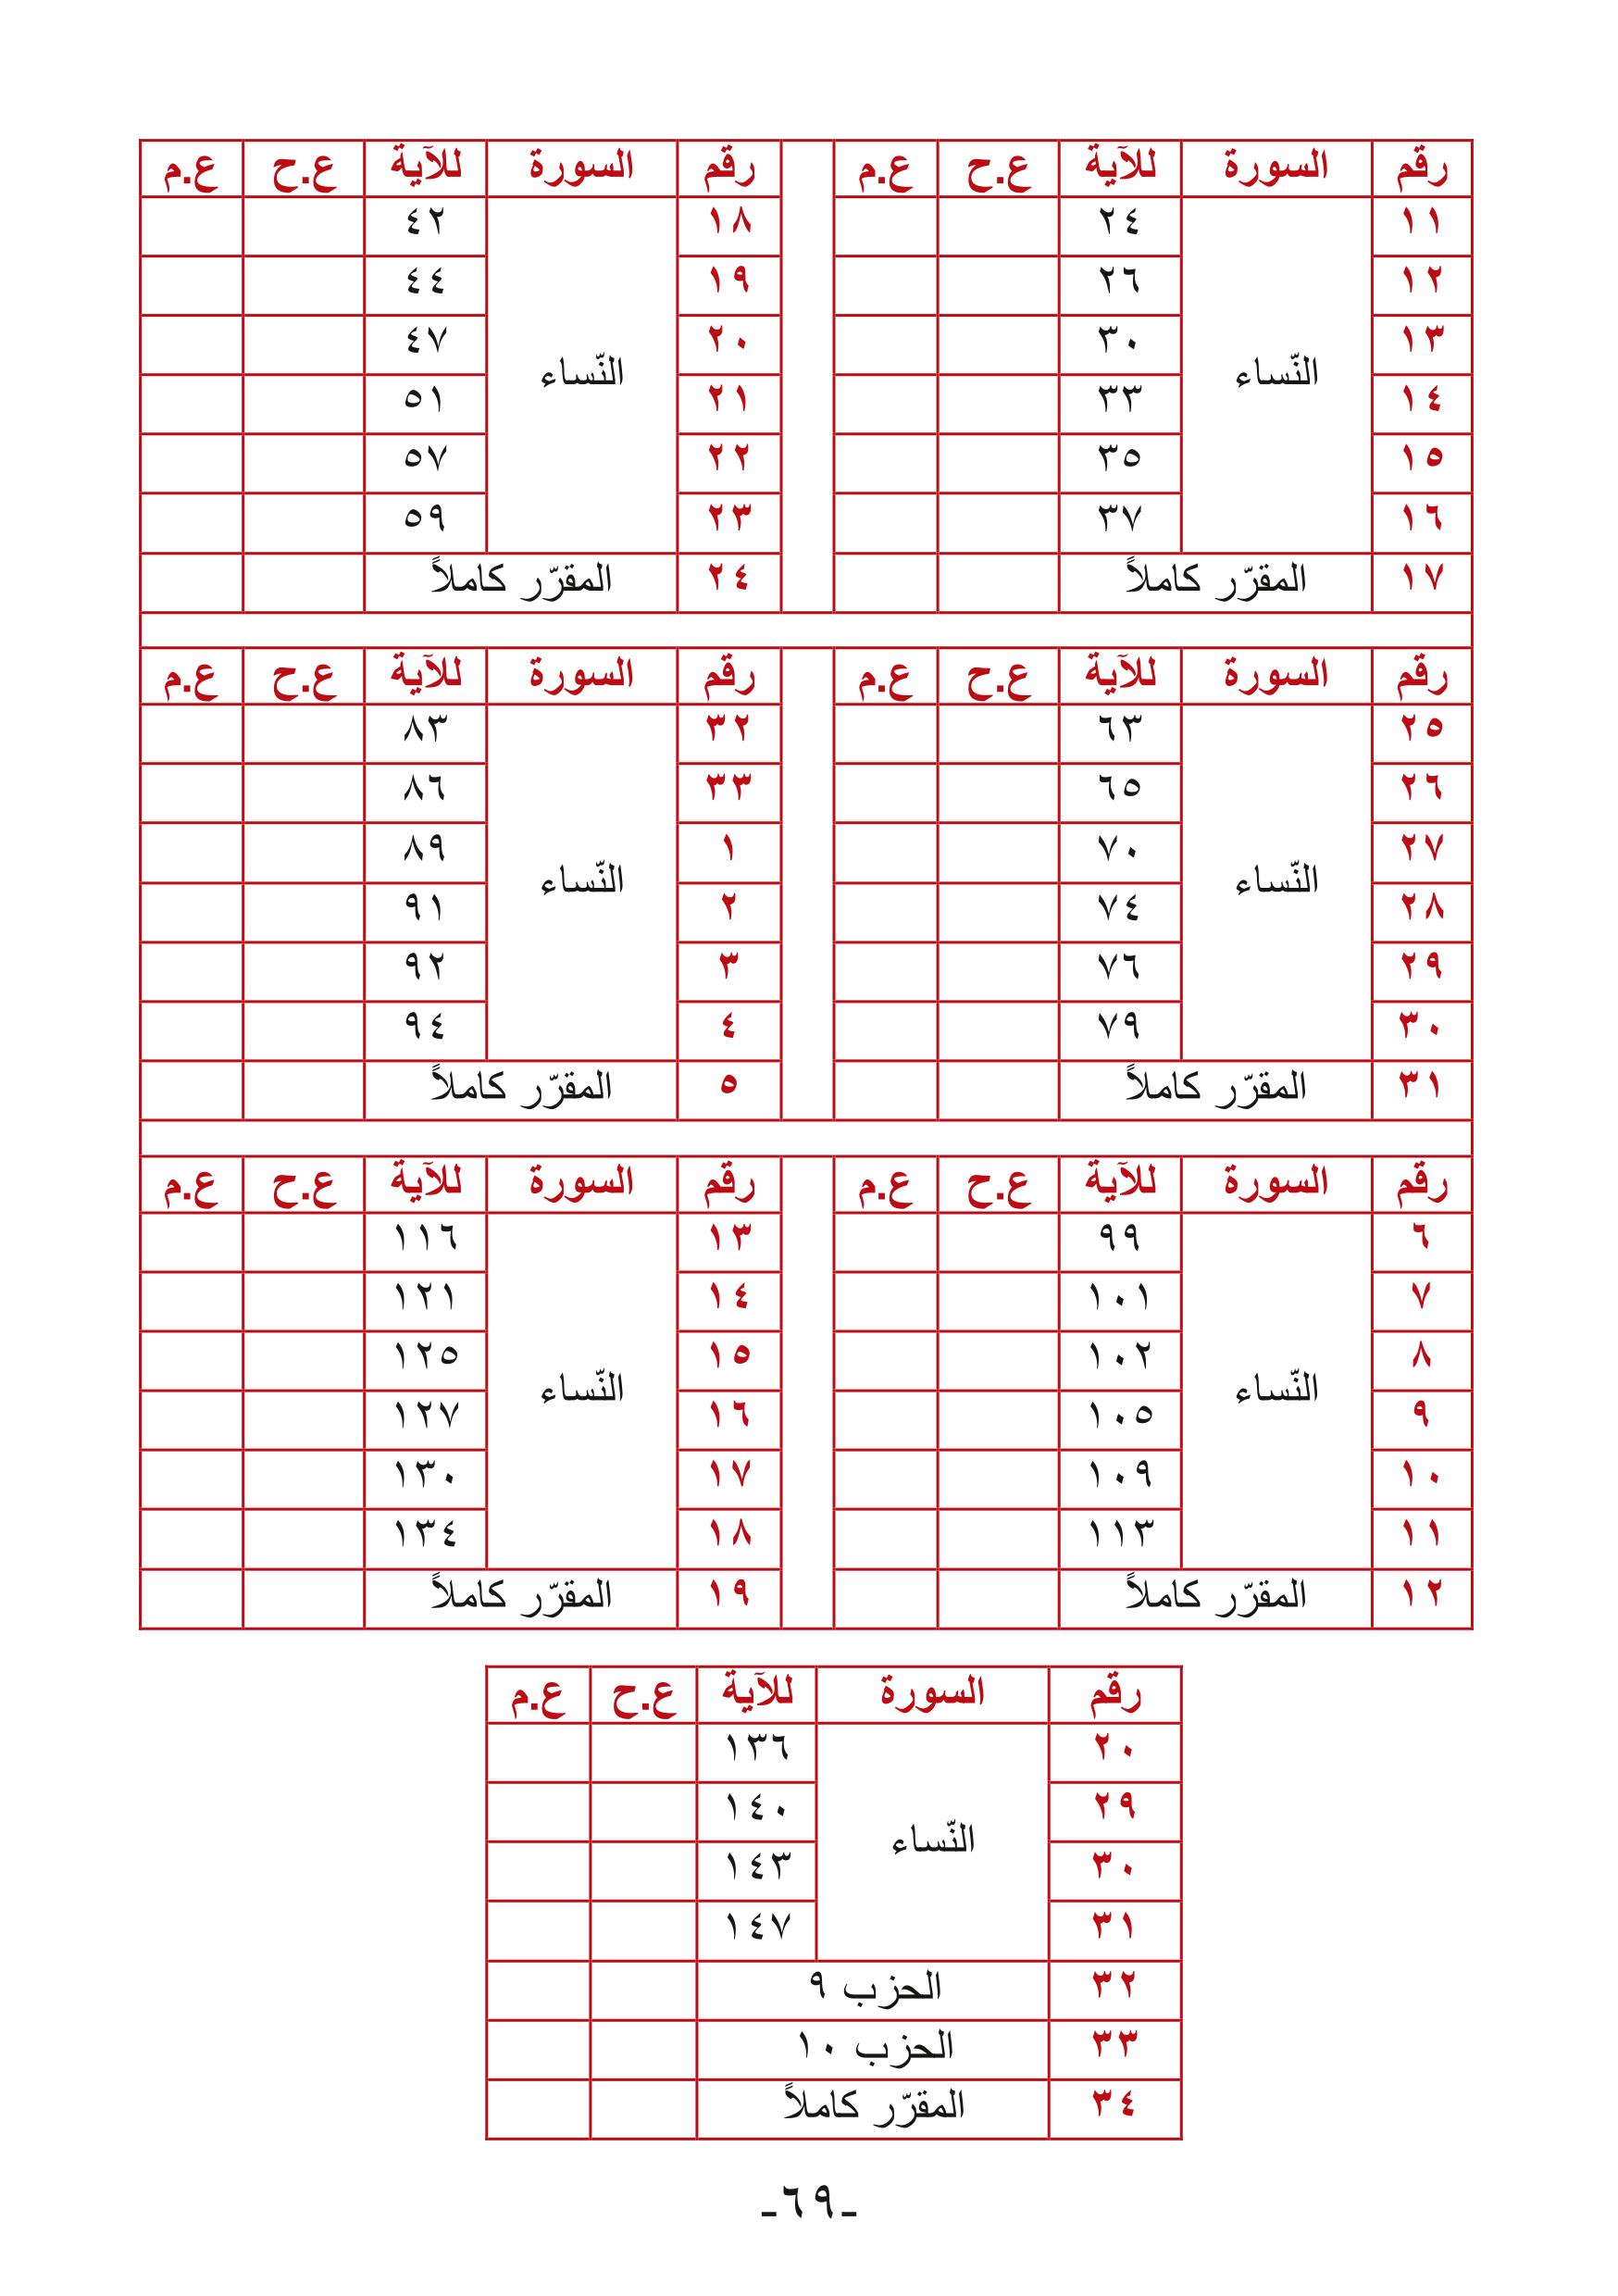 رقم السورة للآية ع.ح ع.م رقم السورة للآية ع.ح ع.م
١١ ٢٤ ١٨ ٤٢
١٢ ٢٦ ١٩ ٤٤
١٣ ٣٠ ٢٠ ٤٧
النّساء النّساء
١٤ ٣٣ ٢١ ٥١
١٥ ٣٥ ٢٢ ٥٧
١٦ ٣٧ ٢٣ ٥٩
١٧ المقرّر كاملاً ٢٤ المقرّر كاملاً
رقم السورة للآية ع.ح ع.م رقم السورة للآية ع.ح ع.م
٢٥ ٦٣ ٣٢ ٨٣
٢٦ ٦٥ ٣٣ ٨٦
٢٧ ٧٠ ١ ٨٩
النّساء النّساء
٢٨ ٧٤ ٢ ٩١
٢٩ ٧٦ ٣ ٩٢
٣٠ ٧٩ ٤ ٩٤
٣١ المقرّر كاملاً ٥ المقرّر كاملاً
رقم السورة للآية ع.ح ع.م رقم السورة للآية ع.ح ع.م
٦ ٩٩ ١٣ ١١٦
٧ ١٠١ ١٤ ١٢١
٨ ١٠٢ ١٥ ١٢٥
النّساء النّساء
٩ ١٠٥ ١٦ ١٢٧
١٠ ١٠٩ ١٧ ١٣٠
١١ ١١٣ ١٨ ١٣٤
١٢ المقرّر كاملاً ١٩ المقرّر كاملاً
رقم السورة للآية ع.ح ع.م
٢٠ ١٣٦
٢٩ ١٤٠
النّساء
٣٠ ١٤٣
٣١ ١٤٧
٣٢ الحزب ٩
٣٣ الحزب ١٠
٣٤ المقرّر كاملاً
-٦٩-